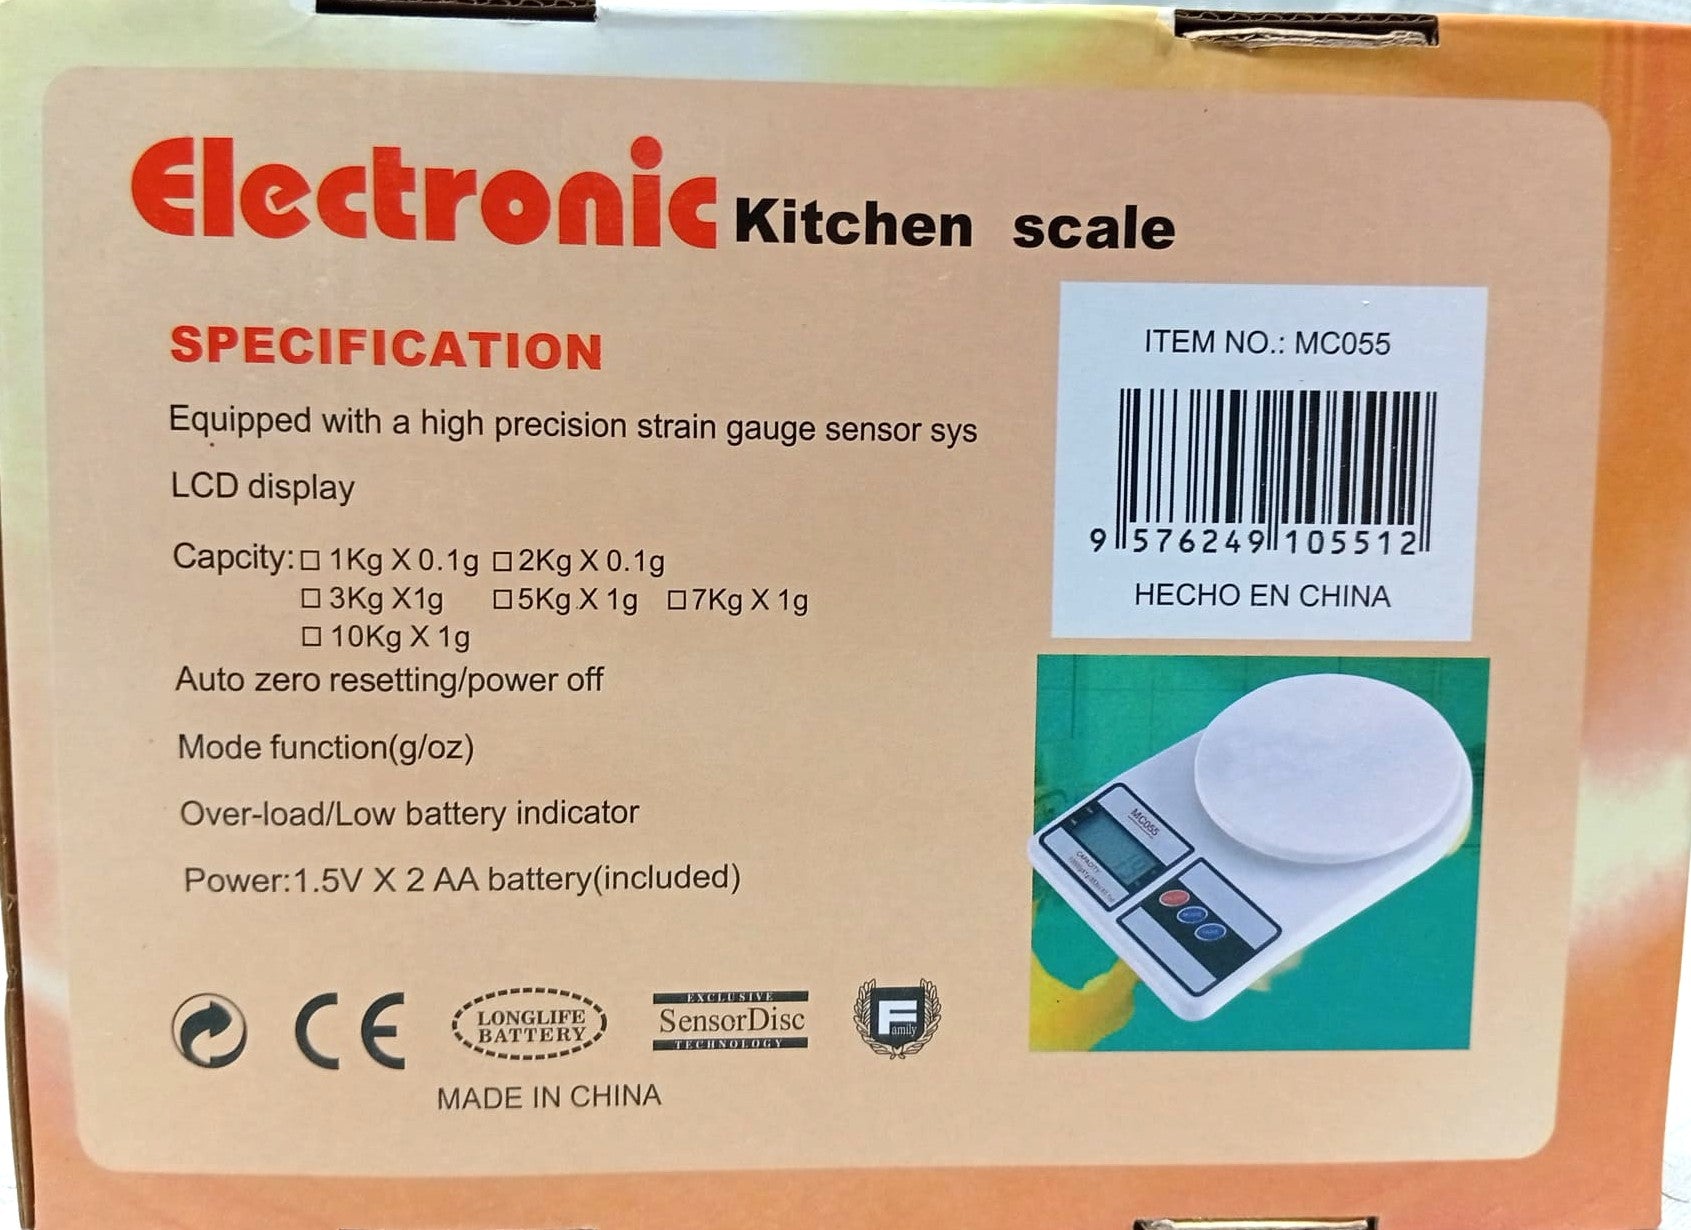 Electronic Kitchen scale
SPECIFICATION
Equipped with a high precision strain gauge sensor sys
LCD display
Capcity: □ 1Kg X 0.1g □ 2Kg X 0.1g
□ 3Kg X1g □ 5Kg X 1g □ 7Kg X 1g
□ 10Kg X 1g
Auto zero resetting/power off
Mode function(g/oz)
Over-load/Low battery indicator
Power:1.5V X 2 AA battery(included)
CE
LONGLIFE
BATTERY
EXCLUSIVE
SensorDisc
TECHNOLOGY
Family
MADE IN CHINA
ITEM NO.: MC055
9 576249 105512
HECHO EN CHINA
MC055
CAPACITY